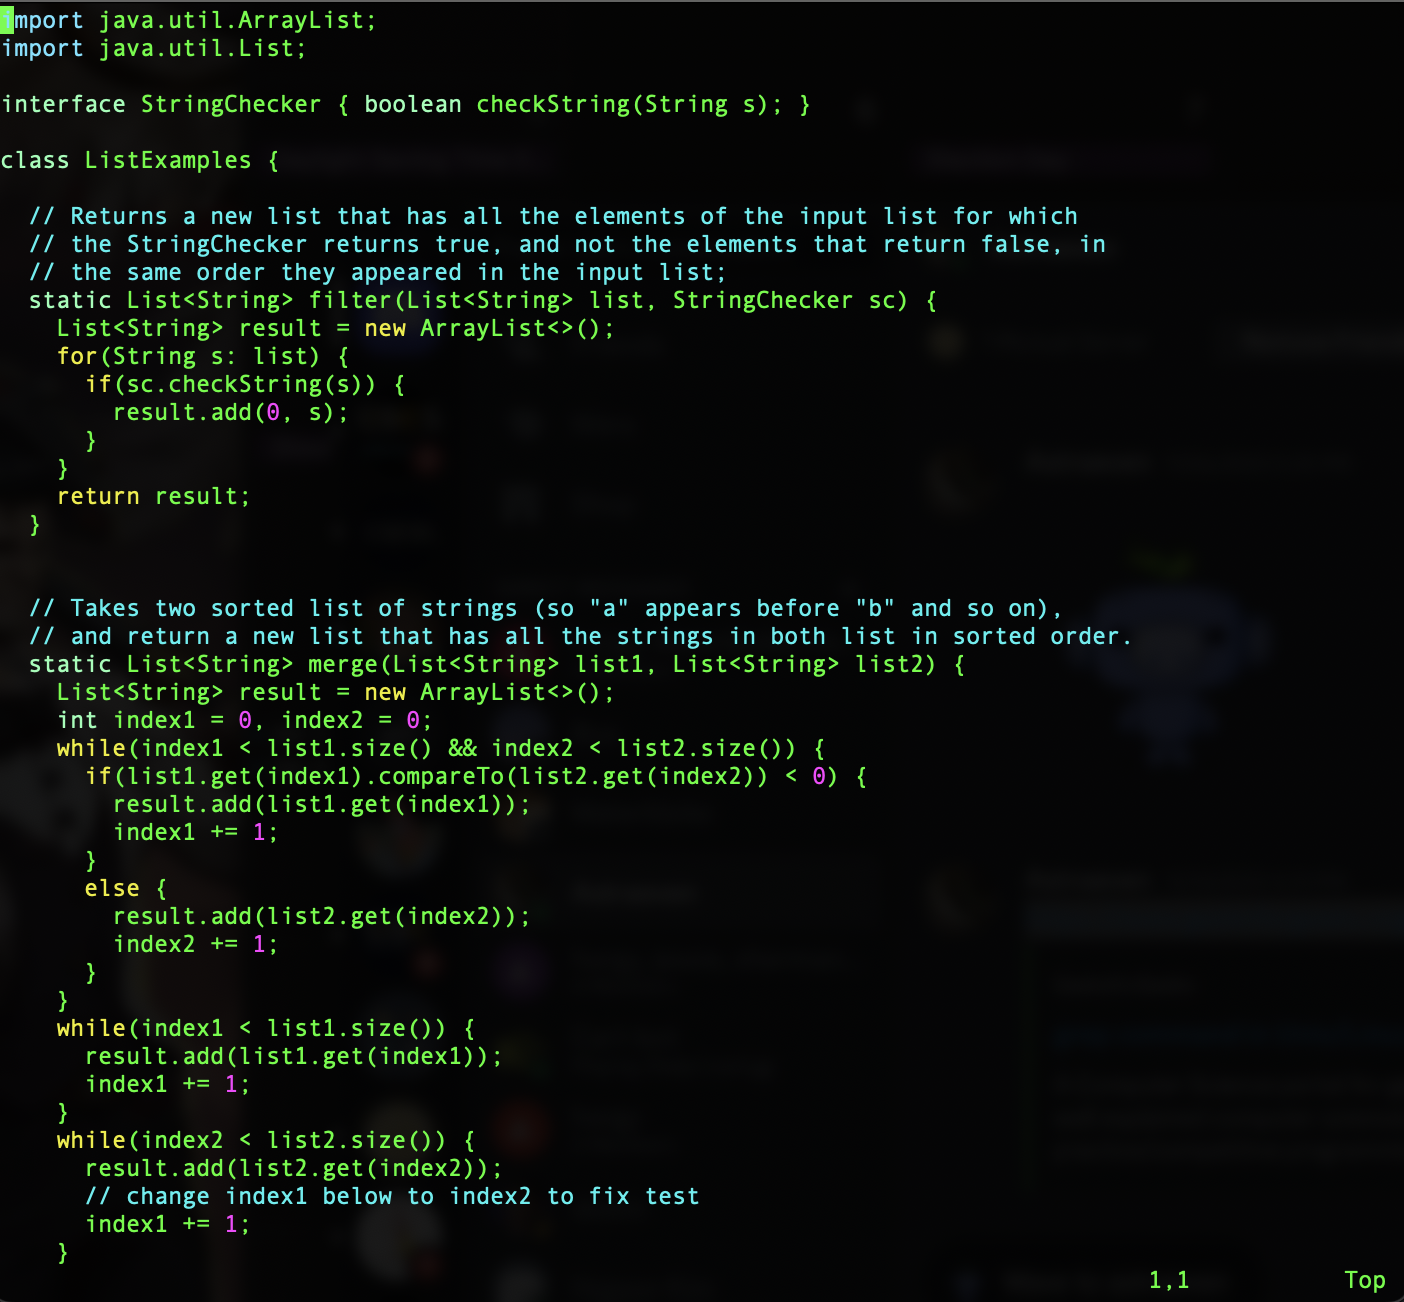 import java.util.ArrayList;
import java.util.List;

interface StringChecker { boolean checkString(String s); }

class ListExamples {

  // Returns a new list that has all the elements of the input list for which
  // the StringChecker returns true, and not the elements that return false, in
  // the same order they appeared in the input list;
  static List<String> filter(List<String> list, StringChecker sc) {
    List<String> result = new ArrayList<>();
    for(String s: list) {
      if(sc.checkString(s)) {
        result.add(0, s);
      }
    }
    return result;
  }


  // Takes two sorted list of strings (so "a" appears before "b" and so on),
  // and return a new list that has all the strings in both list in sorted order.
  static List<String> merge(List<String> list1, List<String> list2) {
    List<String> result = new ArrayList<>();
    int index1 = 0, index2 = 0;
    while(index1 < list1.size() && index2 < list2.size()) {
      if(list1.get(index1).compareTo(list2.get(index2)) < 0) {
        result.add(list1.get(index1));
        index1 += 1;
      }
      else {
        result.add(list2.get(index2));
        index2 += 1;
      }
    }
    while(index1 < list1.size()) {
      result.add(list1.get(index1));
      index1 += 1;
    }
    while(index2 < list2.size()) {
      result.add(list2.get(index2));
      // change index1 below to index2 to fix test
      index1 += 1;
    }
1,1 Top